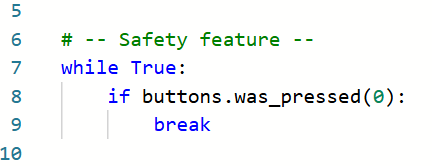 5
6 # -- Safety feature --
7 while True:
8 if buttons.was_pressed(0):
9 break
10